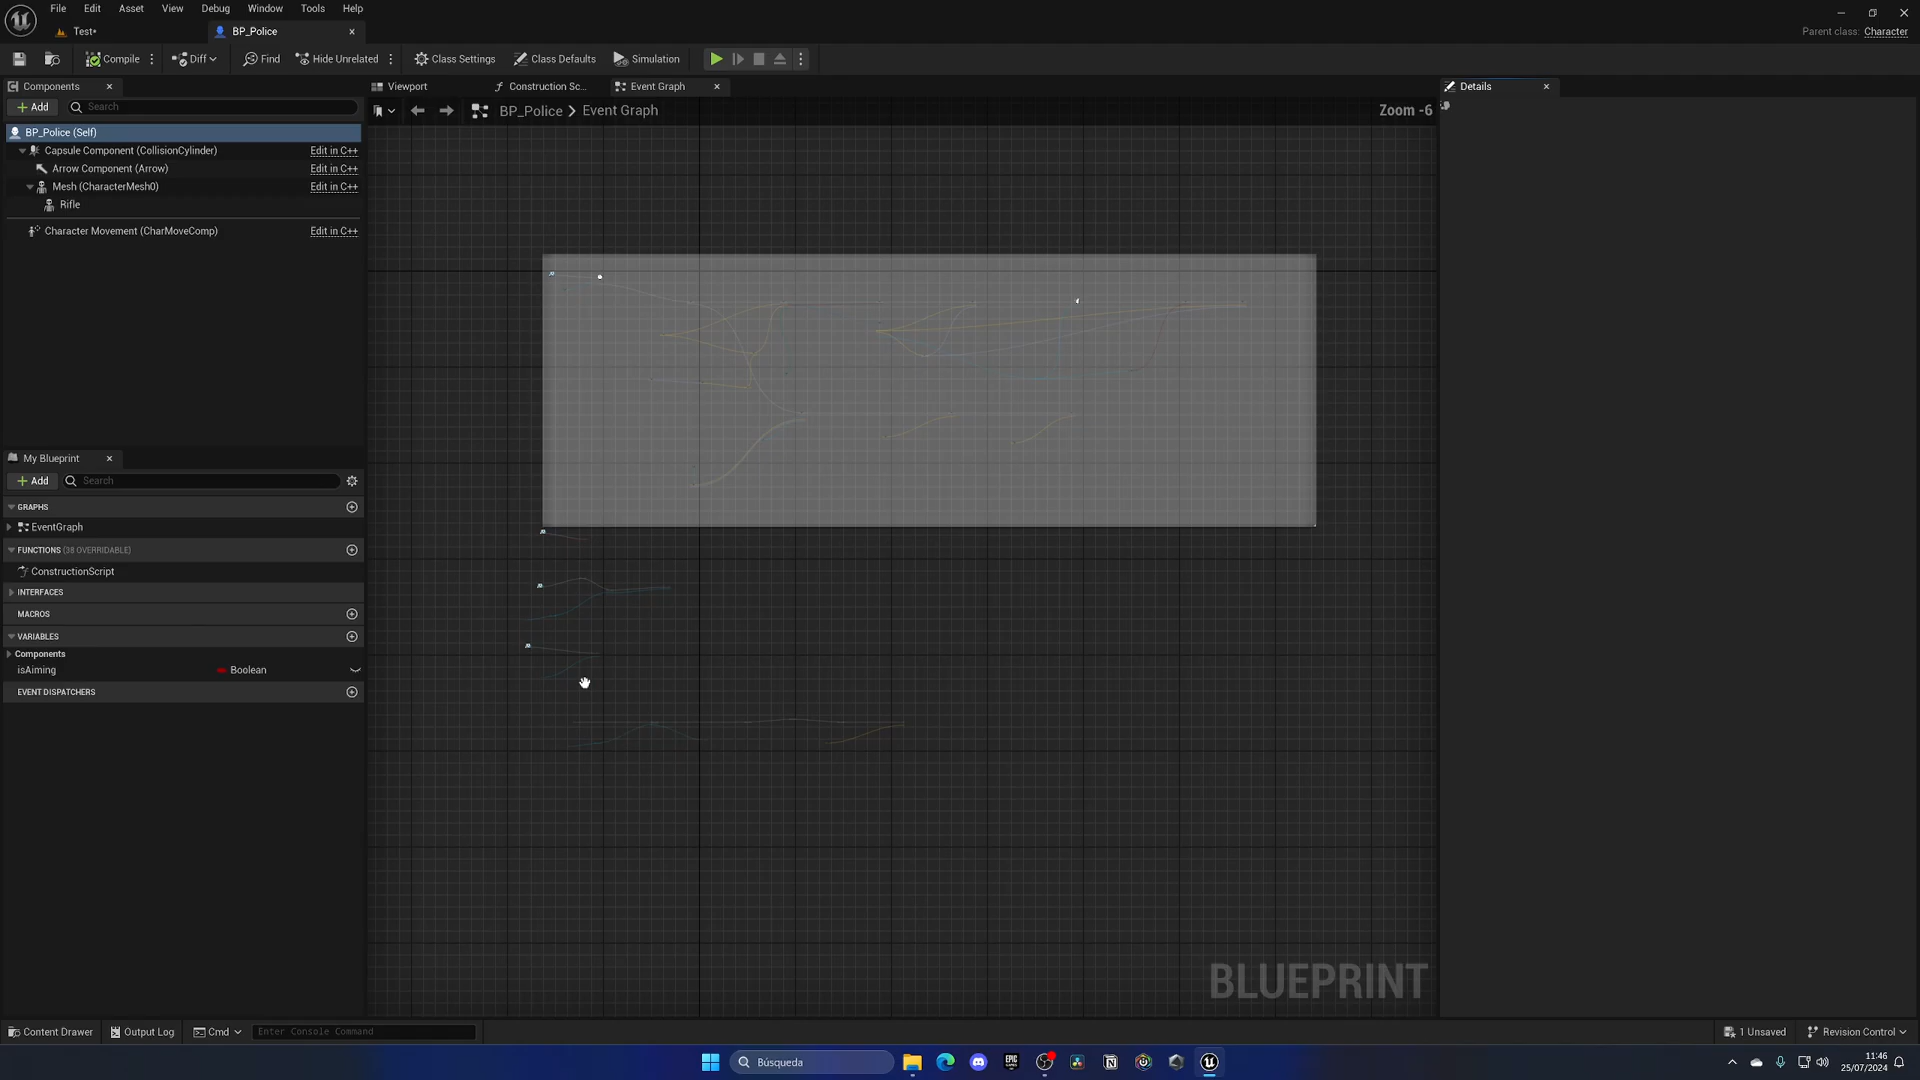 File Edit Asset View Debug Window Tools Help
Test*
BP_Police
Parent class: Character
Compile Diff Find Hide Unrelated Class Settings Class Defaults Simulation
Components
Viewport
Construction Sc...
Event Graph
Details
Add
Search
BP_Police > Event Graph
Zoom -6
BP_Police (Self)
Capsule Component (CollisionCylinder) Edit in C++
Arrow Component (Arrow) Edit in C++
Mesh (CharacterMesh0) Edit in C++
Rifle
Character Movement (CharMoveComp) Edit in C++
My Blueprint
Add
Search
GRAPHS
EventGraph
FUNCTIONS (38 OVERRIDABLE)
ConstructionScript
INTERFACES
MACROS
VARIABLES
Components
isAiming Boolean
EVENT DISPATCHERS
BLUEPRINT
Content Drawer Output Log Cmd Enter Console Command
1 Unsaved Revision Control
Búsqueda
11:46
25/07/2024